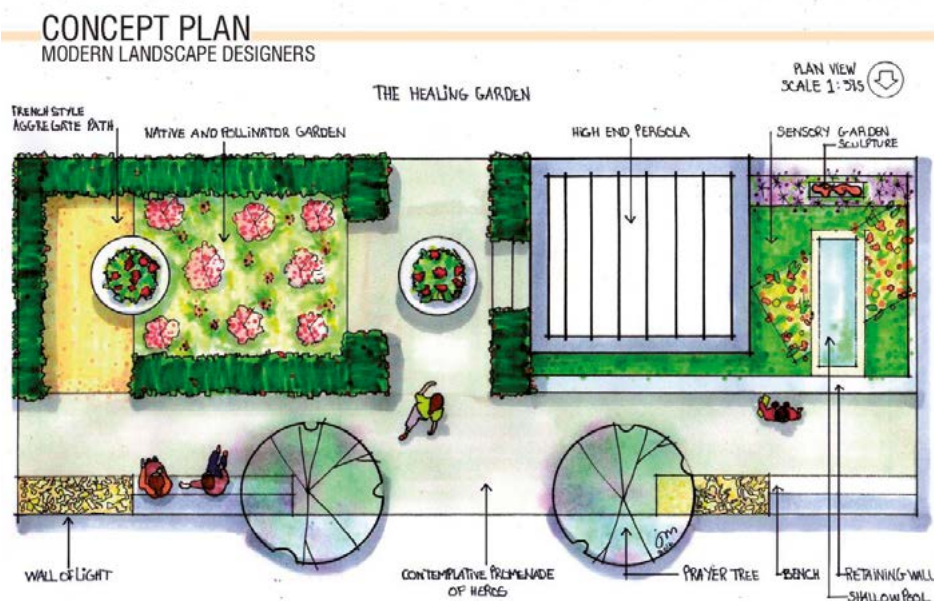 CONCEPT PLAN
MODERN LANDSCAPE DESIGNERS
THE HEALING GARDEN
PLAN VIEW
SCALE 1:375
FRENCH STYLE
AGGREGATE PATH
NATIVE AND POLLINATOR GARDEN
HIGH END PERGOLA
SENSORY GARDEN
SCULPTURE
WALL OF LIGHT
CONTEMPLATIVE PROMENADE
OF HEROS
PRAYER TREE
BENCH
RETAINING WALL
SHALLOW POOL